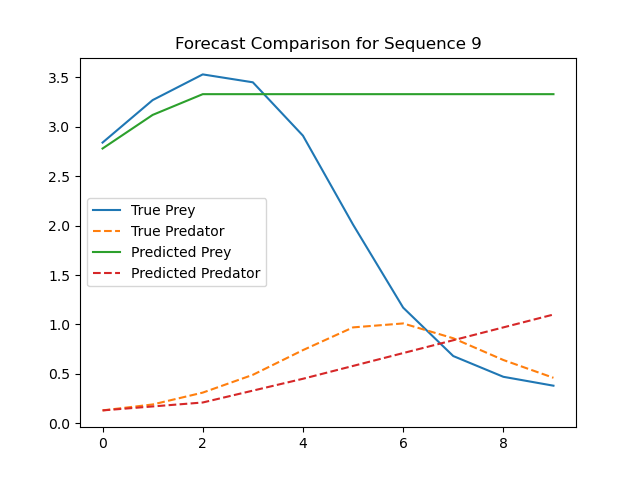 Forecast Comparison for Sequence 9
3.5
3.0
2.5
2.0
1.5
1.0
0.5
0.0
True Prey
True Predator
Predicted Prey
Predicted Predator
0 2 4 6 8